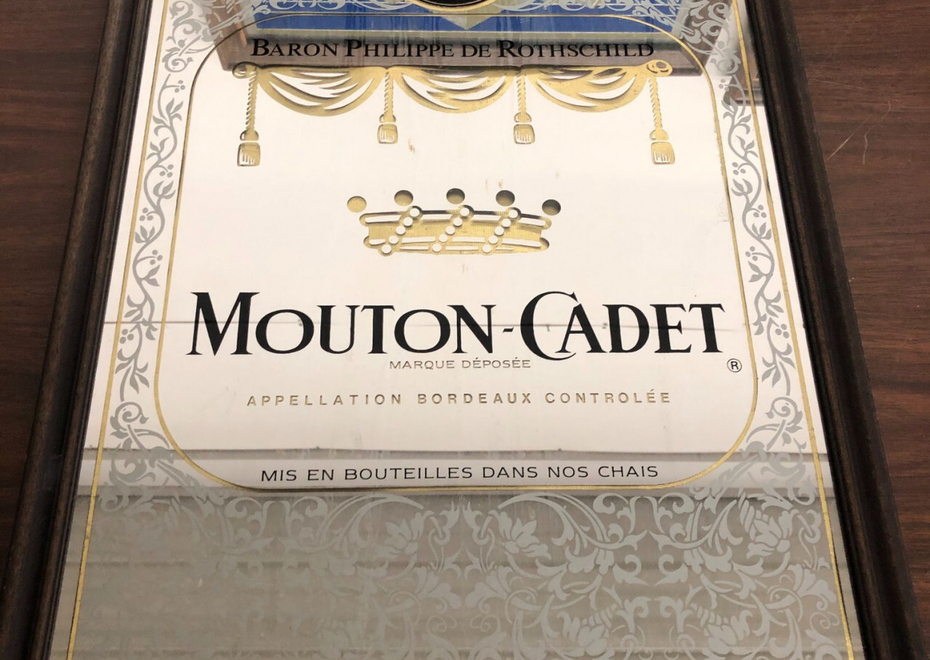 BARON PHILIPPE DE ROTHSCHILD
MOUTON-CADET
MARQUE DÉPOSÉE ®
APPELLATION BORDEAUX CONTROLÉE
MIS EN BOUTEILLES DANS NOS CHAIS